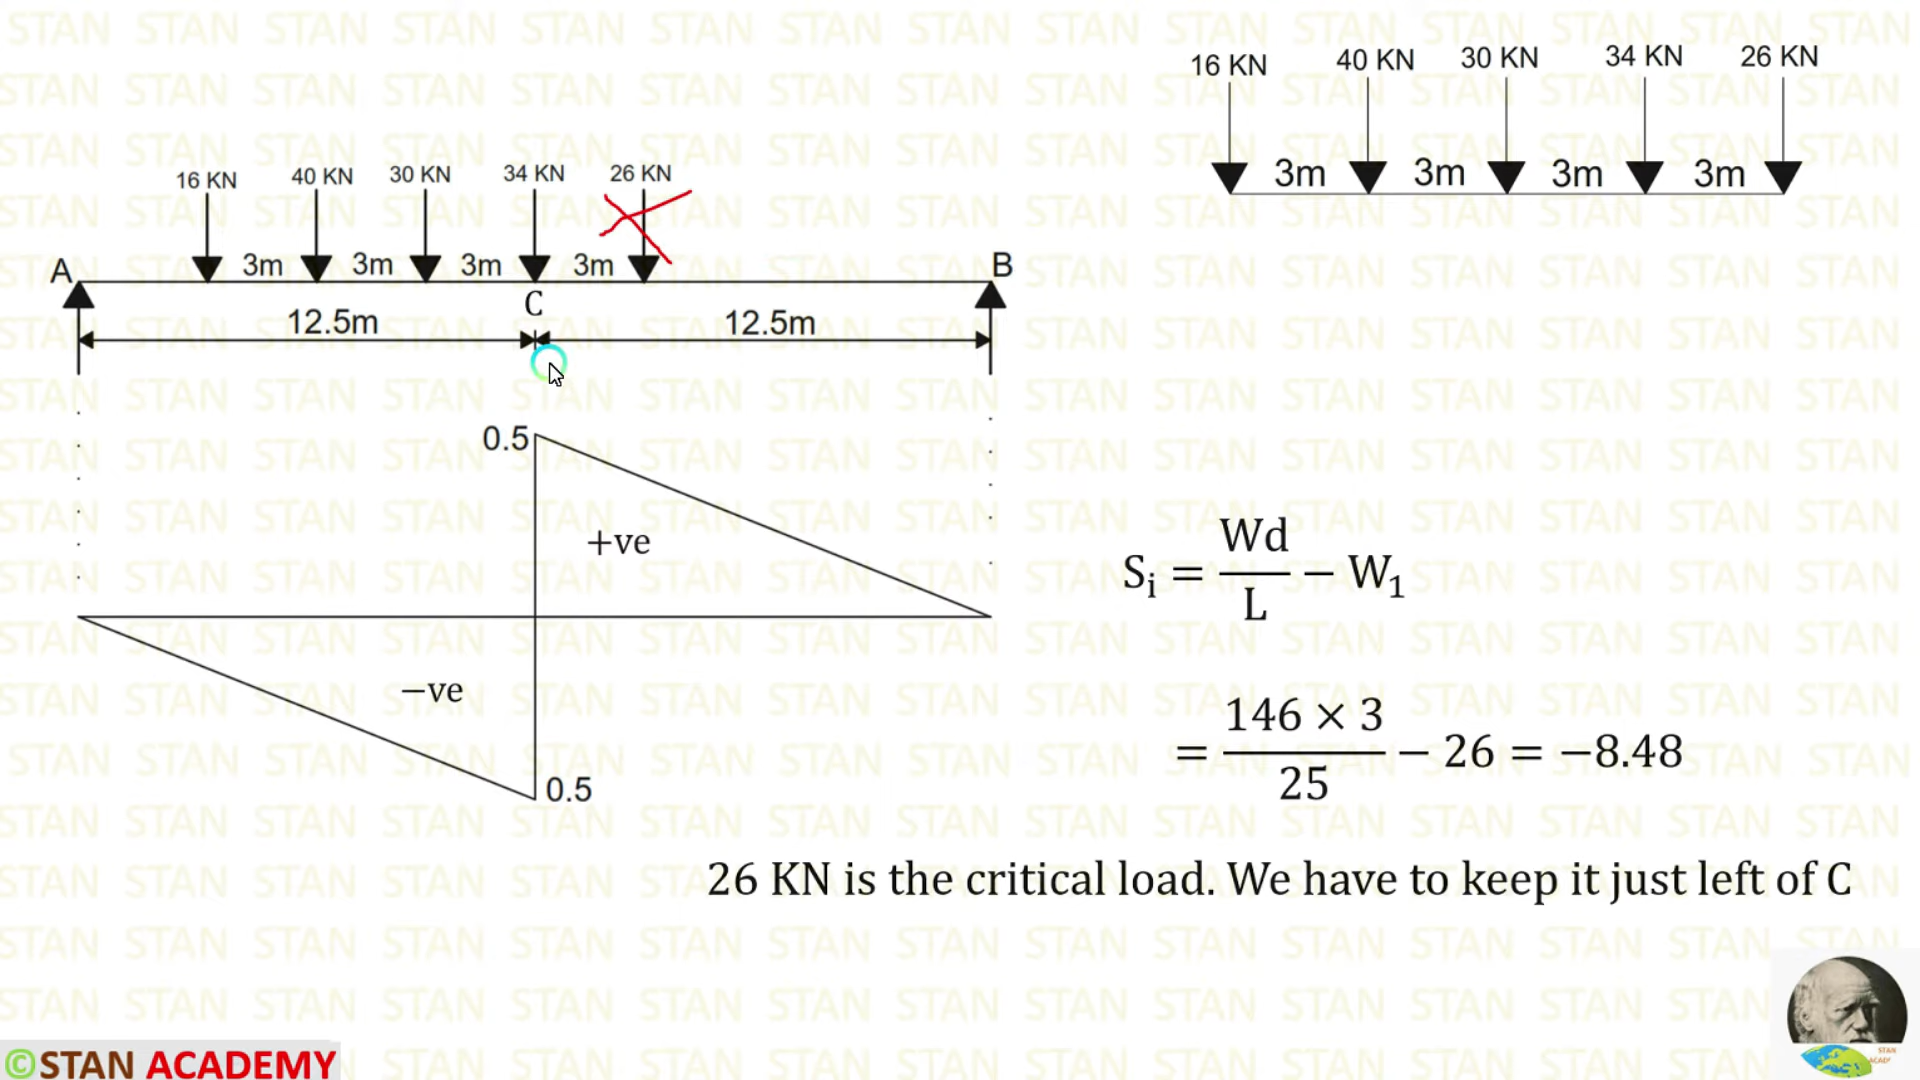 16 KN 40 KN 30 KN 34 KN 26 KN
3m 3m 3m 3m
16 KN 40 KN 30 KN 34 KN 26 KN
A 3m 3m 3m 3m B
C
12.5m 12.5m
0.5
+ve
−ve
0.5
Sᵢ = Wd/L − W₁
= 146 × 3/25 − 26 = −8.48
26 KN is the critical load. We have to keep it just left of C
©STAN ACADEMY